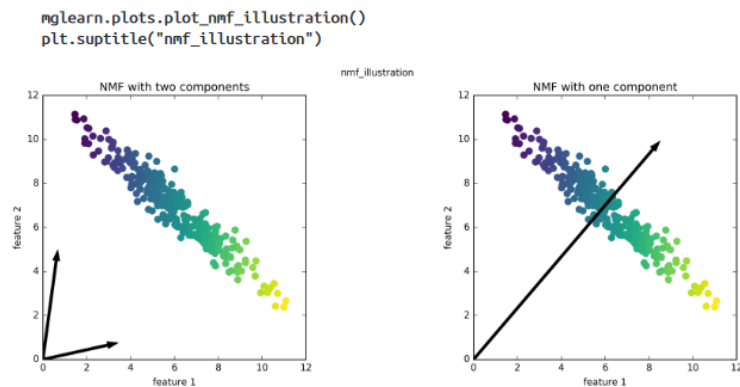 mglearn.plots.plot_nmf_illustration()
plt.suptitle("nmf_illustration")
nmf_illustration
NMF with two components
12
10
8
6
4
2
0
feature 2
0 2 4 6 8 10 12
feature 1
NMF with one component
12
10
8
6
4
2
0
feature 2
0 2 4 6 8 10 12
feature 1